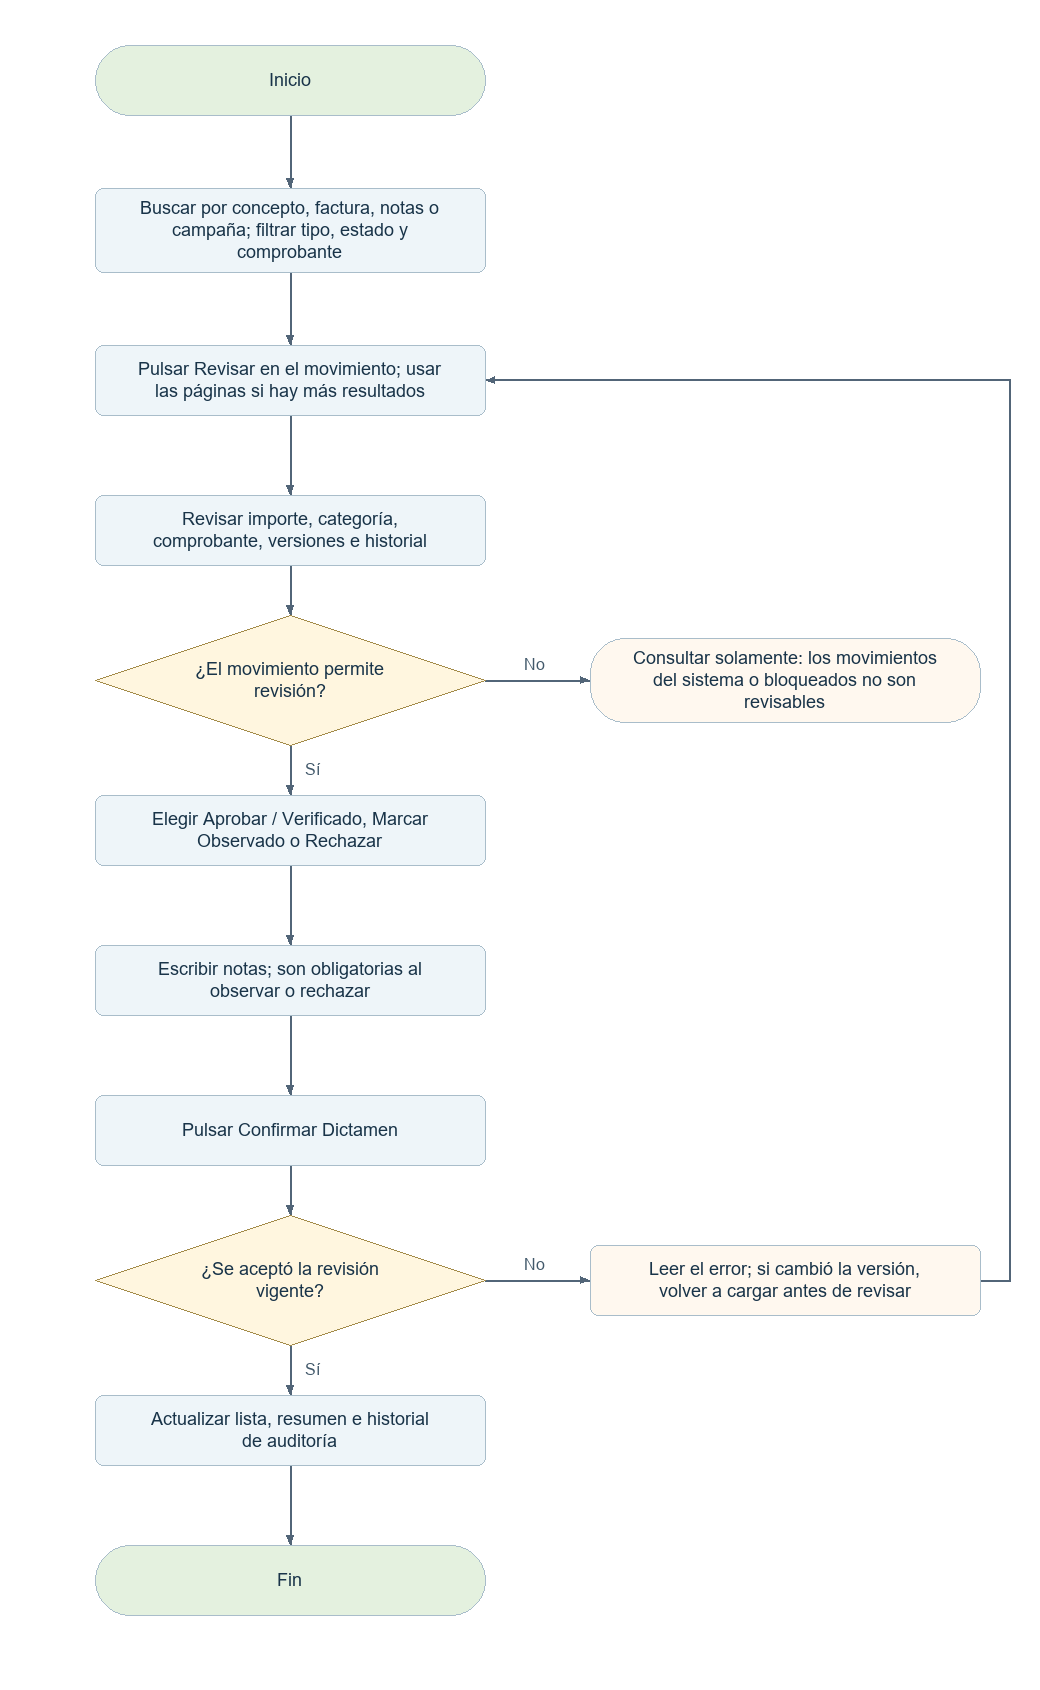 Inicio
Buscar por concepto, factura, notas o
campaña; filtrar tipo, estado y
comprobante
Pulsar Revisar en el movimiento; usar
las páginas si hay más resultados
Revisar importe, categoría,
comprobante, versiones e historial
¿El movimiento permite
revisión?
No
Consultar solamente: los movimientos
del sistema o bloqueados no son
revisables
Sí
Elegir Aprobar / Verificado, Marcar
Observado o Rechazar
Escribir notas; son obligatorias al
observar o rechazar
Pulsar Confirmar Dictamen
¿Se aceptó la revisión
vigente?
No
Leer el error; si cambió la versión,
volver a cargar antes de revisar
Sí
Actualizar lista, resumen e historial
de auditoría
Fin